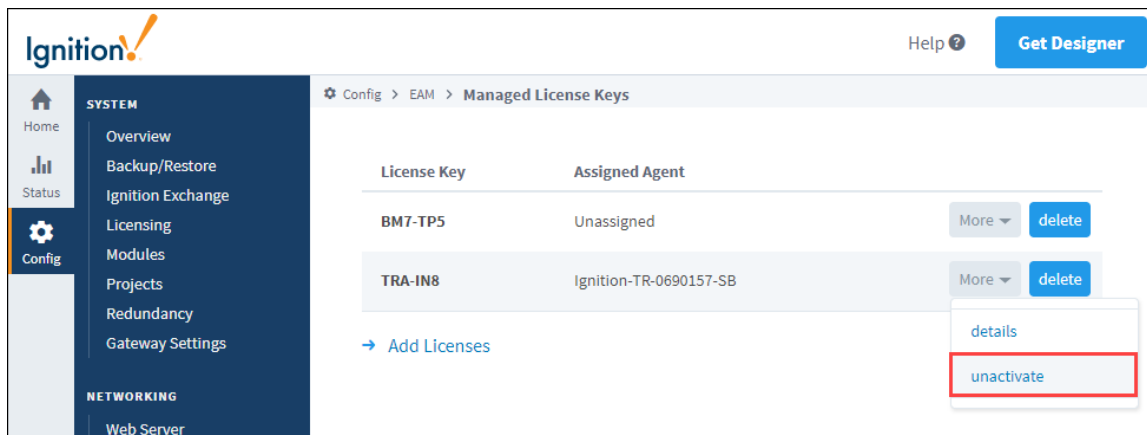 Ignition!
Help ?
Get Designer
Home
Status
Config
SYSTEM
Overview
Backup/Restore
Ignition Exchange
Licensing
Modules
Projects
Redundancy
Gateway Settings
NETWORKING
Web Server
Config > EAM > Managed License Keys
License Key Assigned Agent
BM7-TP5 Unassigned More delete
TRA-IN8 Ignition-TR-0690157-SB More delete
details
unactivate
→ Add Licenses